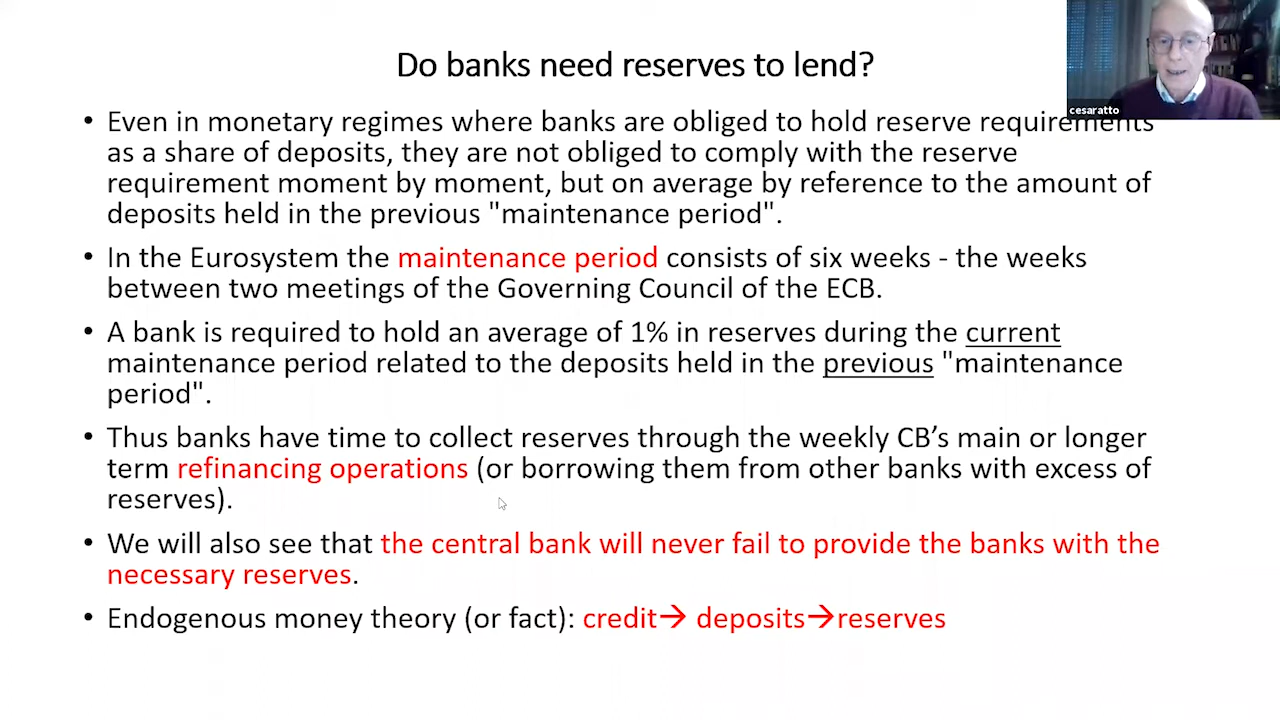 Do banks need reserves to lend?
cesaratto
• Even in monetary regimes where banks are obliged to hold reserve requirements
as a share of deposits, they are not obliged to comply with the reserve
requirement moment by moment, but on average by reference to the amount of
deposits held in the previous "maintenance period".
• In the Eurosystem the maintenance period consists of six weeks - the weeks
between two meetings of the Governing Council of the ECB.
• A bank is required to hold an average of 1% in reserves during the current
maintenance period related to the deposits held in the previous "maintenance
period".
• Thus banks have time to collect reserves through the weekly CB’s main or longer
term refinancing operations (or borrowing them from other banks with excess of
reserves).
• We will also see that the central bank will never fail to provide the banks with the
necessary reserves.
• Endogenous money theory (or fact): credit→ deposits→reserves